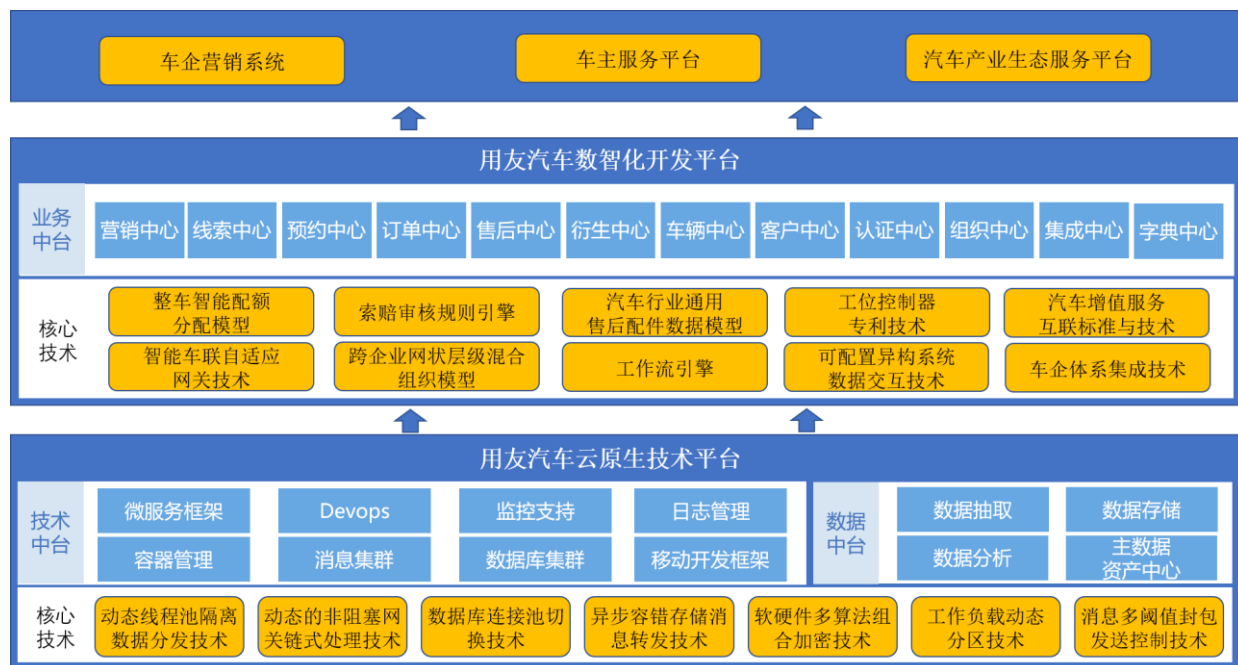 车企营销系统
车主服务平台
汽车产业生态服务平台
用友汽车数智化开发平台
业务
中台
营销中心
线索中心
预约中心
订单中心
售后中心
衍生中心
车辆中心
客户中心
认证中心
组织中心
集成中心
字典中心
核心
技术
整车智能配额
分配模型
索赔审核规则引擎
汽车行业通用
售后配件数据模型
工位控制器
专利技术
汽车增值服务
互联标准与技术
智能车联自适应
网关技术
跨企业网状层级混合
组织模型
工作流引擎
可配置异构系统
数据交互技术
车企体系集成技术
用友汽车云原生技术平台
技术
中台
微服务框架
Devops
监控支持
日志管理
容器管理
消息集群
数据库集群
移动开发框架
数据
中台
数据抽取
数据存储
数据分析
主数据
资产中心
核心
技术
动态线程池隔离
数据分发技术
动态的非阻塞网
关链式处理技术
数据库连接池切
换技术
异步容错存储消
息转发技术
软硬件多算法组
合加密技术
工作负载动态
分区技术
消息多阈值封包
发送控制技术